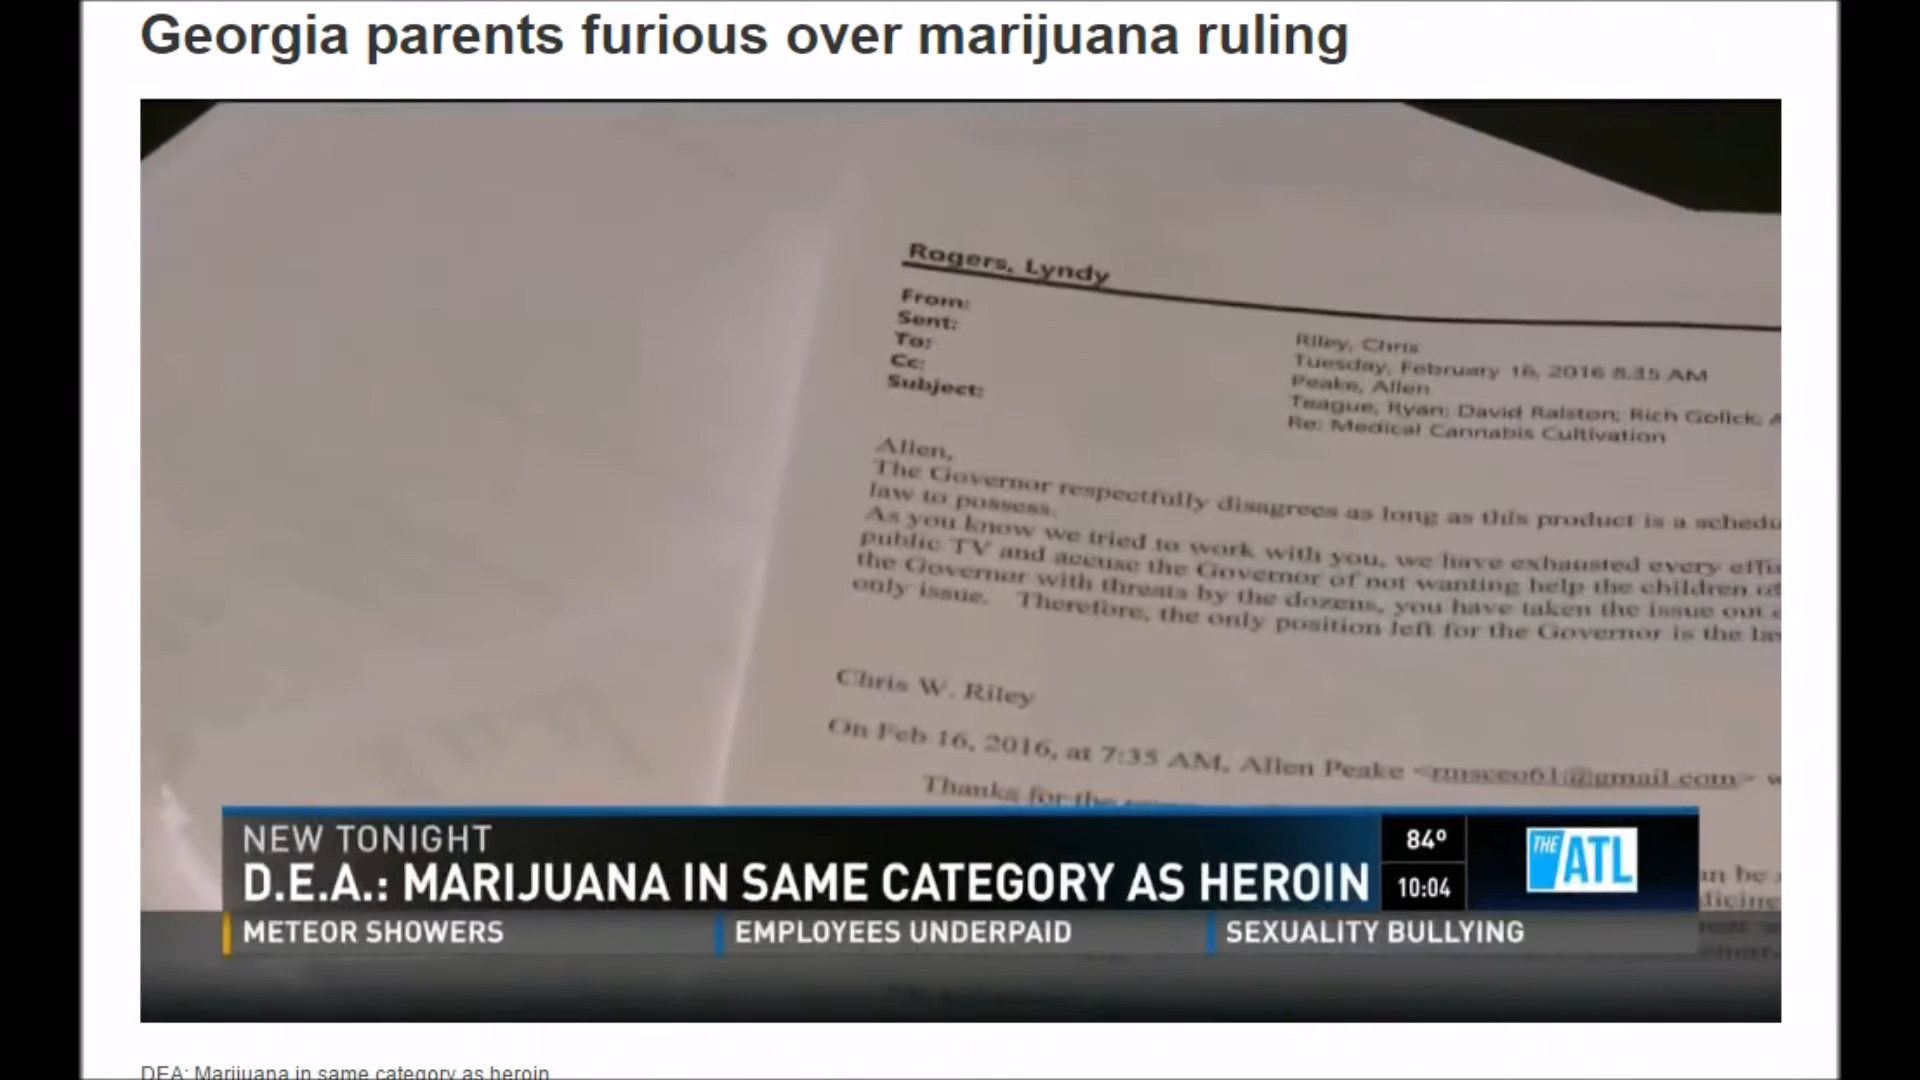 Georgia parents furious over marijuana ruling
Rogers, Lyndy
From:
Sent:
To:
Cc:
Subject:
Riley, Chris
Tuesday, February 16, 2016 8:35 AM
Peake, Allen
Teague, Ryan; David Ralston; Rich Golick; A
Re: Medical Cannabis Cultivation
Allen,
The Governor respectfully disagrees as long as this product is a schedu
law to possess.
As you know we tried to work with you, we have exhausted every
public TV and accuse the Governor of not wanting help the children
the Governor with threats by the dozens, you have taken the issue out
only issue. Therefore, the only position left for the Governor is the
Chris W. Riley
On Feb 16, 2016, at 7:35 AM, Allen Peake <rmsceo61@gmail.com> w
Thanks for the
NEW TONIGHT
D.E.A.: MARIJUANA IN SAME CATEGORY AS HEROIN
84º
10:04
THE ATL
METEOR SHOWERS
EMPLOYEES UNDERPAID
SEXUALITY BULLYING
DEA: Marijuana in same category as heroin